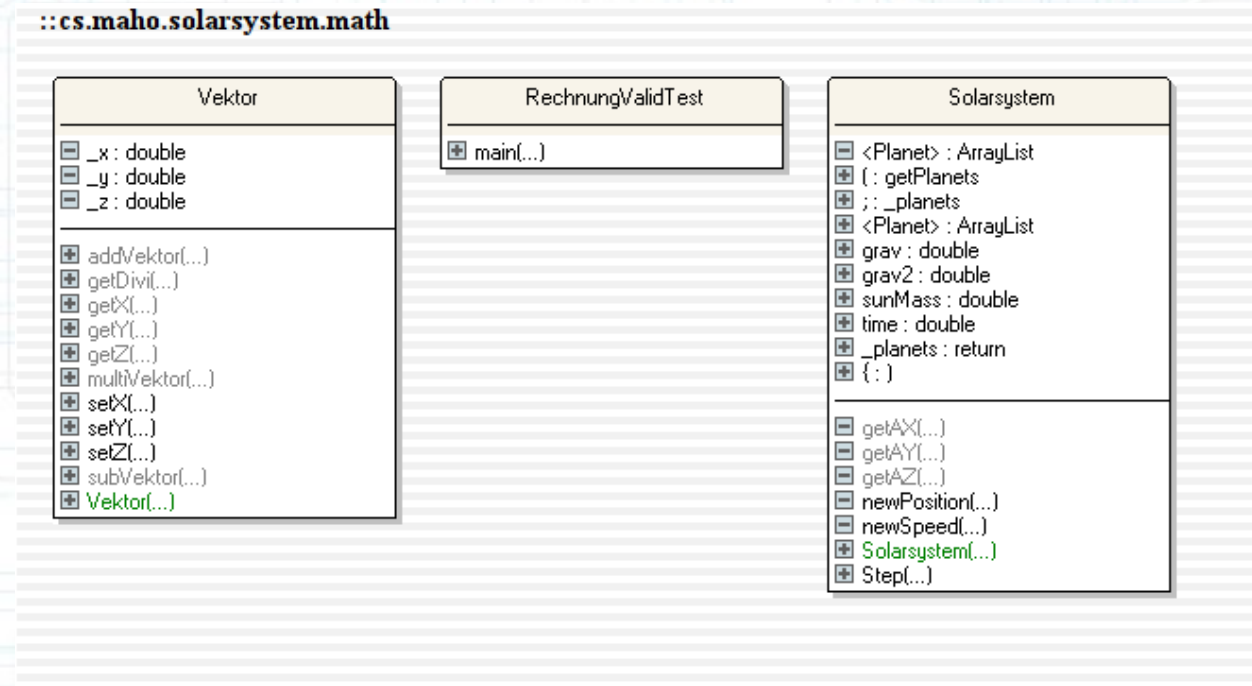 ::cs.maho.solarsystem.math
Vektor
_x : double
_y : double
_z : double
addVektor(...)
getDivi(...)
getX(...)
getY(...)
getZ(...)
multiVektor(...)
setX(...)
setY(...)
setZ(...)
subVektor(...)
Vektor(...)
RechnungValidTest
main(...)
Solarsystem
<Planet> : ArrayList
( : getPlanets
; : _planets
<Planet> : ArrayList
grav : double
grav2 : double
sunMass : double
time : double
_planets : return
{ : )
getAX(...)
getAY(...)
getAZ(...)
newPosition(...)
newSpeed(...)
Solarsystem(...)
Step(...)